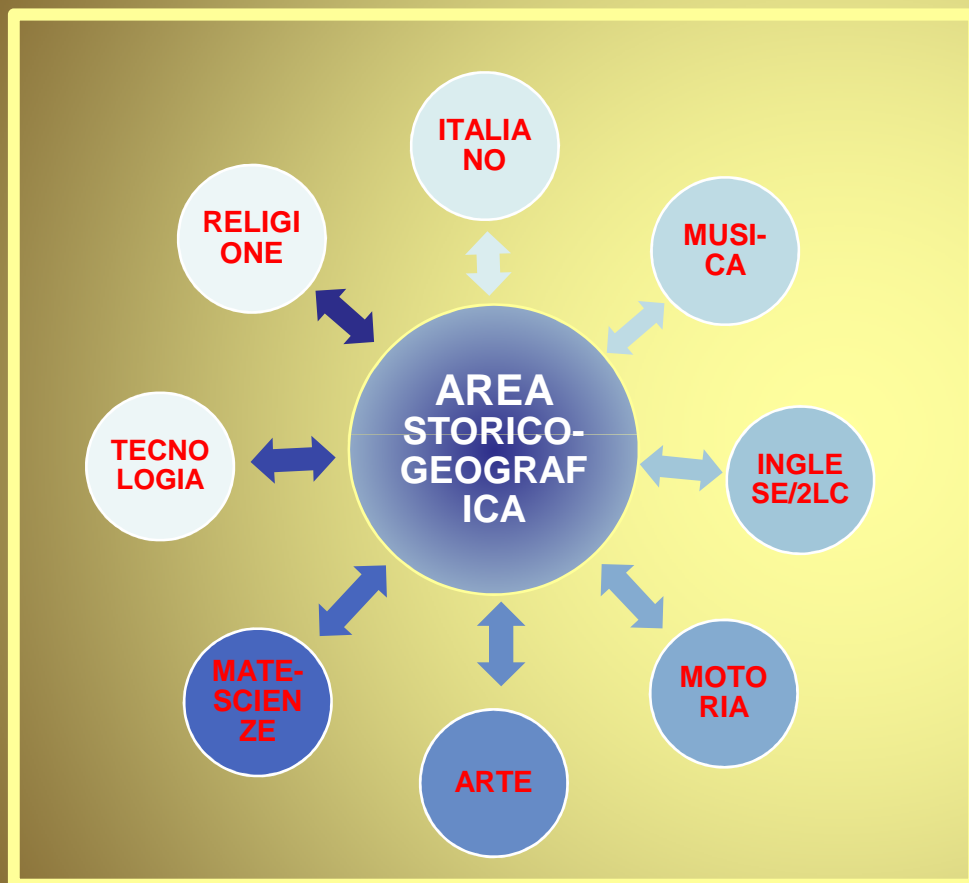 ITALIA
NO
RELIGI
ONE
MUSI-
CA
AREA
STORICO-
GEOGRAF
ICA
TECNO
LOGIA
INGLE
SE/2LC
MATE-
SCIEN
ZE
MOTO
RIA
ARTE